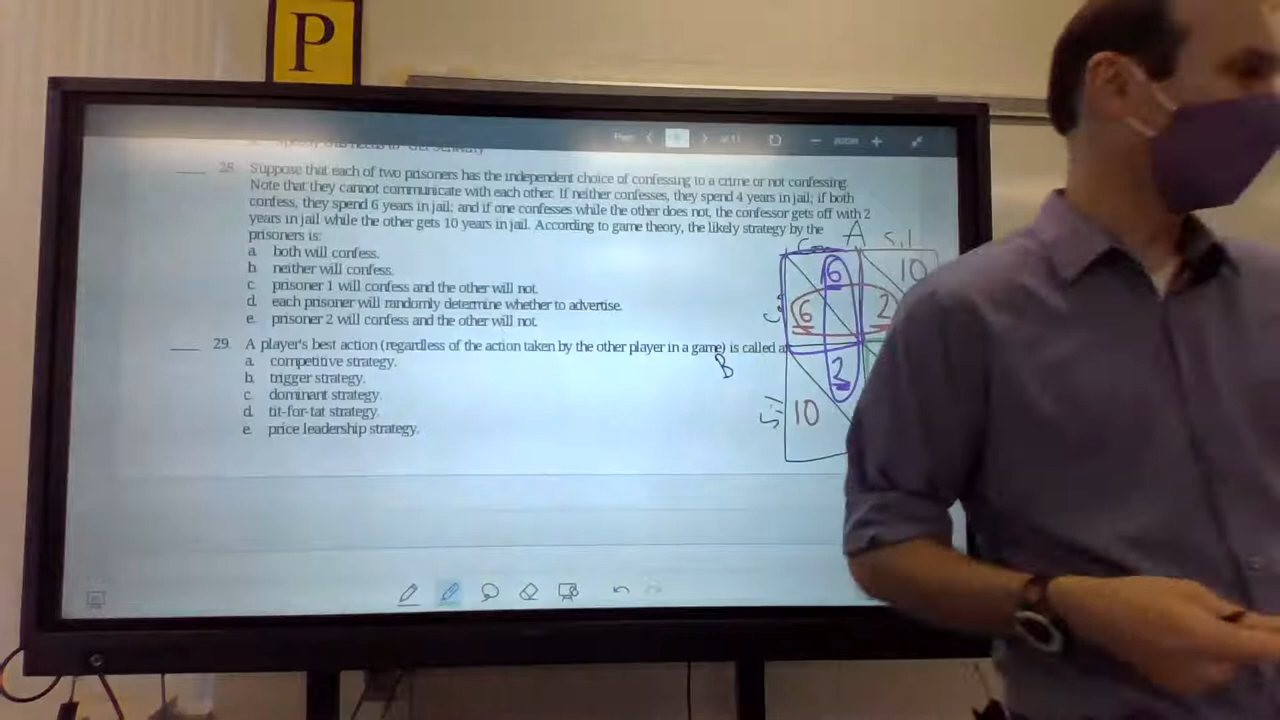 P
Page
of 11
ZOOM
28. Suppose that each of two prisoners has the independent choice of confessing to a crime or not confessing.
Note that they cannot communicate with each other. If neither confesses, they spend 4 years in jail; if both
confess, they spend 6 years in jail; and if one confesses while the other does not, the confessor gets off with 2
years in jail while the other gets 10 years in jail. According to game theory, the likely strategy by the
prisoners is:
a. both will confess.
b. neither will confess.
c. prisoner 1 will confess and the other will not.
d. each prisoner will randomly determine whether to advertise.
e. prisoner 2 will confess and the other will not.
29. A player's best action (regardless of the action taken by the other player in a game) is called a
a. competitive strategy.
b. trigger strategy.
c. dominant strategy.
d. tit-for-tat strategy.
e. price leadership strategy.
A
Sil
6 10
6 2
B
2
Sil 10